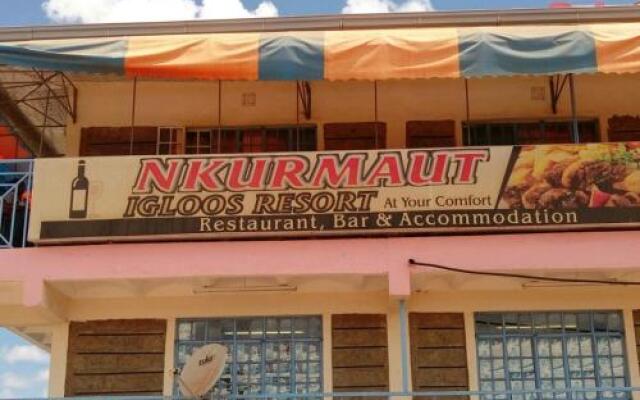 NKURMAUT
IGLOOS RESORT At Your Comfort
Restaurant, Bar & Accommodation